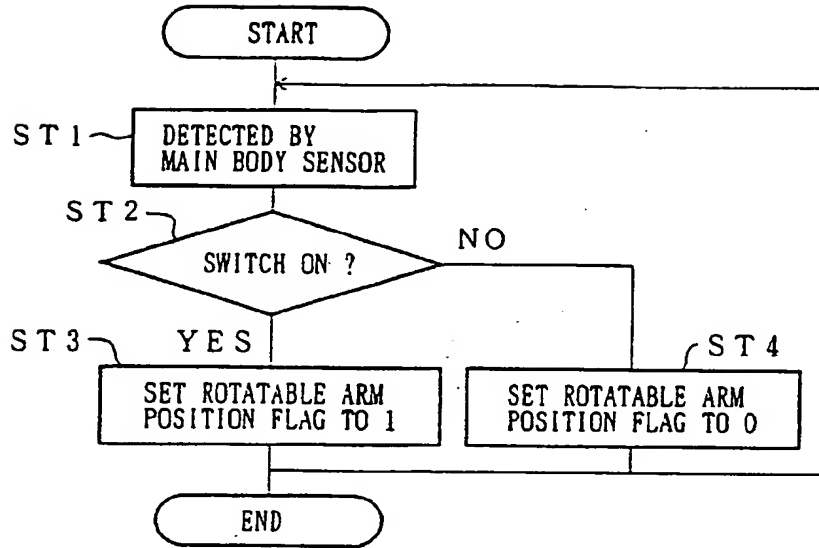 START
ST1
DETECTED BY
MAIN BODY SENSOR
ST2
SWITCH ON ?
NO
YES
ST3
SET ROTATABLE ARM
POSITION FLAG TO 1
ST4
SET ROTATABLE ARM
POSITION FLAG TO 0
END